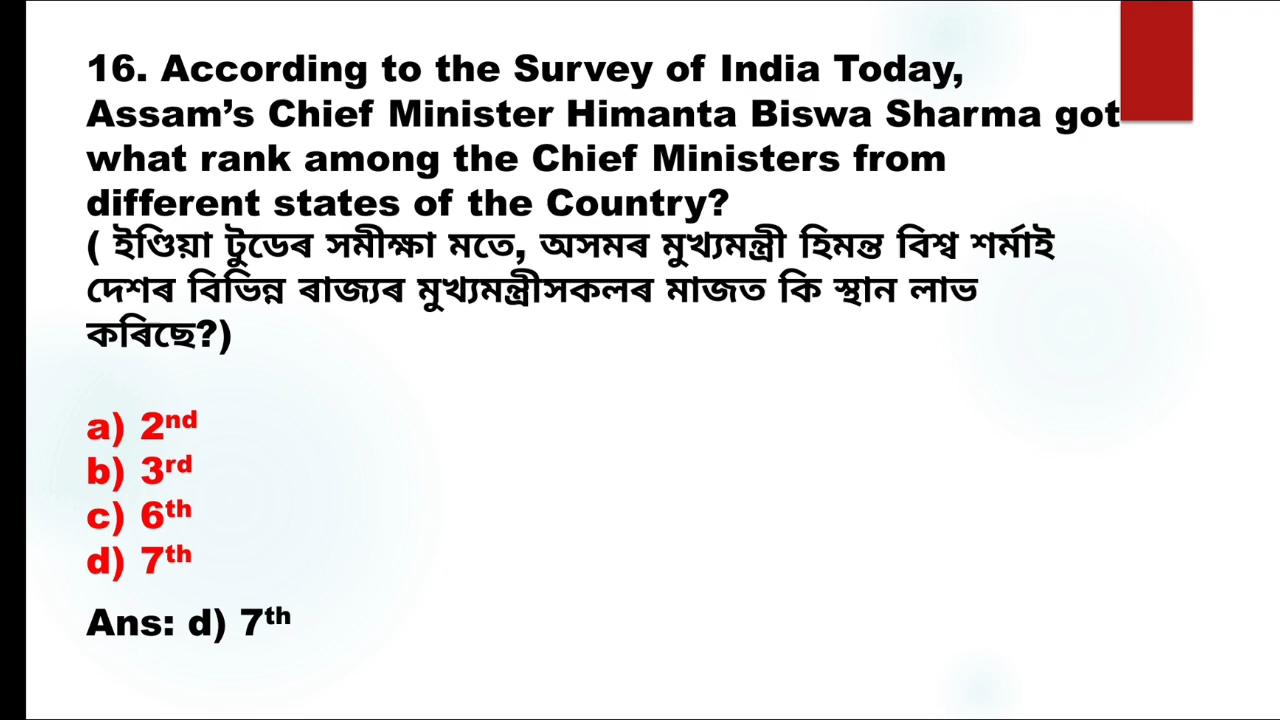 16. According to the Survey of India Today,
Assam’s Chief Minister Himanta Biswa Sharma got
what rank among the Chief Ministers from
different states of the Country?
( ইণ্ডিয়া টুডেৰ সমীক্ষা মতে, অসমৰ মুখ্যমন্ত্ৰী হিমন্ত বিশ্ব শৰ্মাই
দেশৰ বিভিন্ন ৰাজ্যৰ মুখ্যমন্ত্ৰীসকলৰ মাজত কি স্থান লাভ
কৰিছে?)
a) 2nd
b) 3rd
c) 6th
d) 7th
Ans: d) 7th